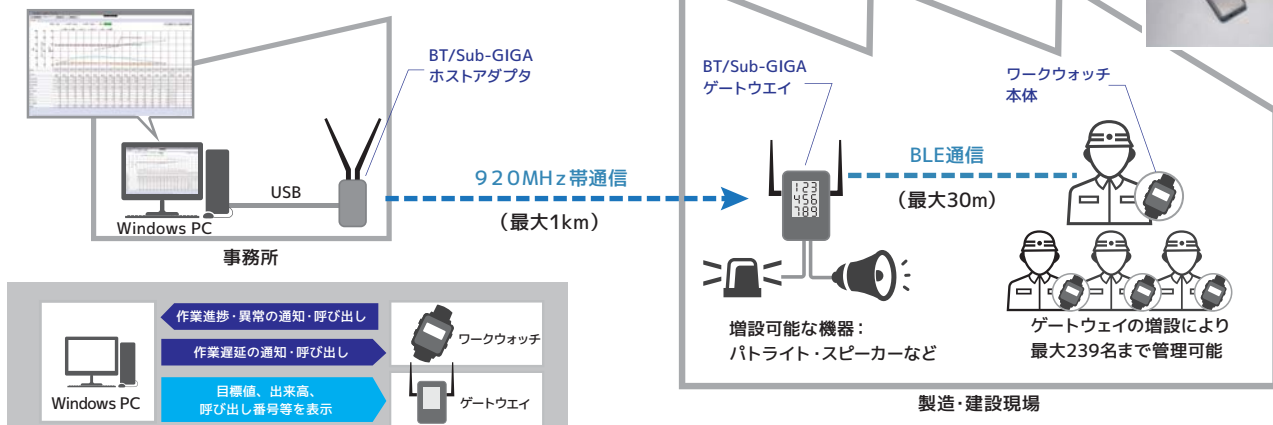 BT/Sub-GIGA
ホストアダプタ
USB
Windows PC
事務所
920MHz帯通信
（最大1km）
BT/Sub-GIGA
ゲートウエイ
123
456
789
BLE通信
（最大30m）
ワークウォッチ
本体
増設可能な機器：
パトライト・スピーカーなど
ゲートウェイの増設により
最大239名まで管理可能
製造・建設現場
Windows PC
作業進捗・異常の通知・呼び出し
作業遅延の通知・呼び出し
目標値、出来高、
呼び出し番号等を表示
ワークウォッチ
ゲートウエイ